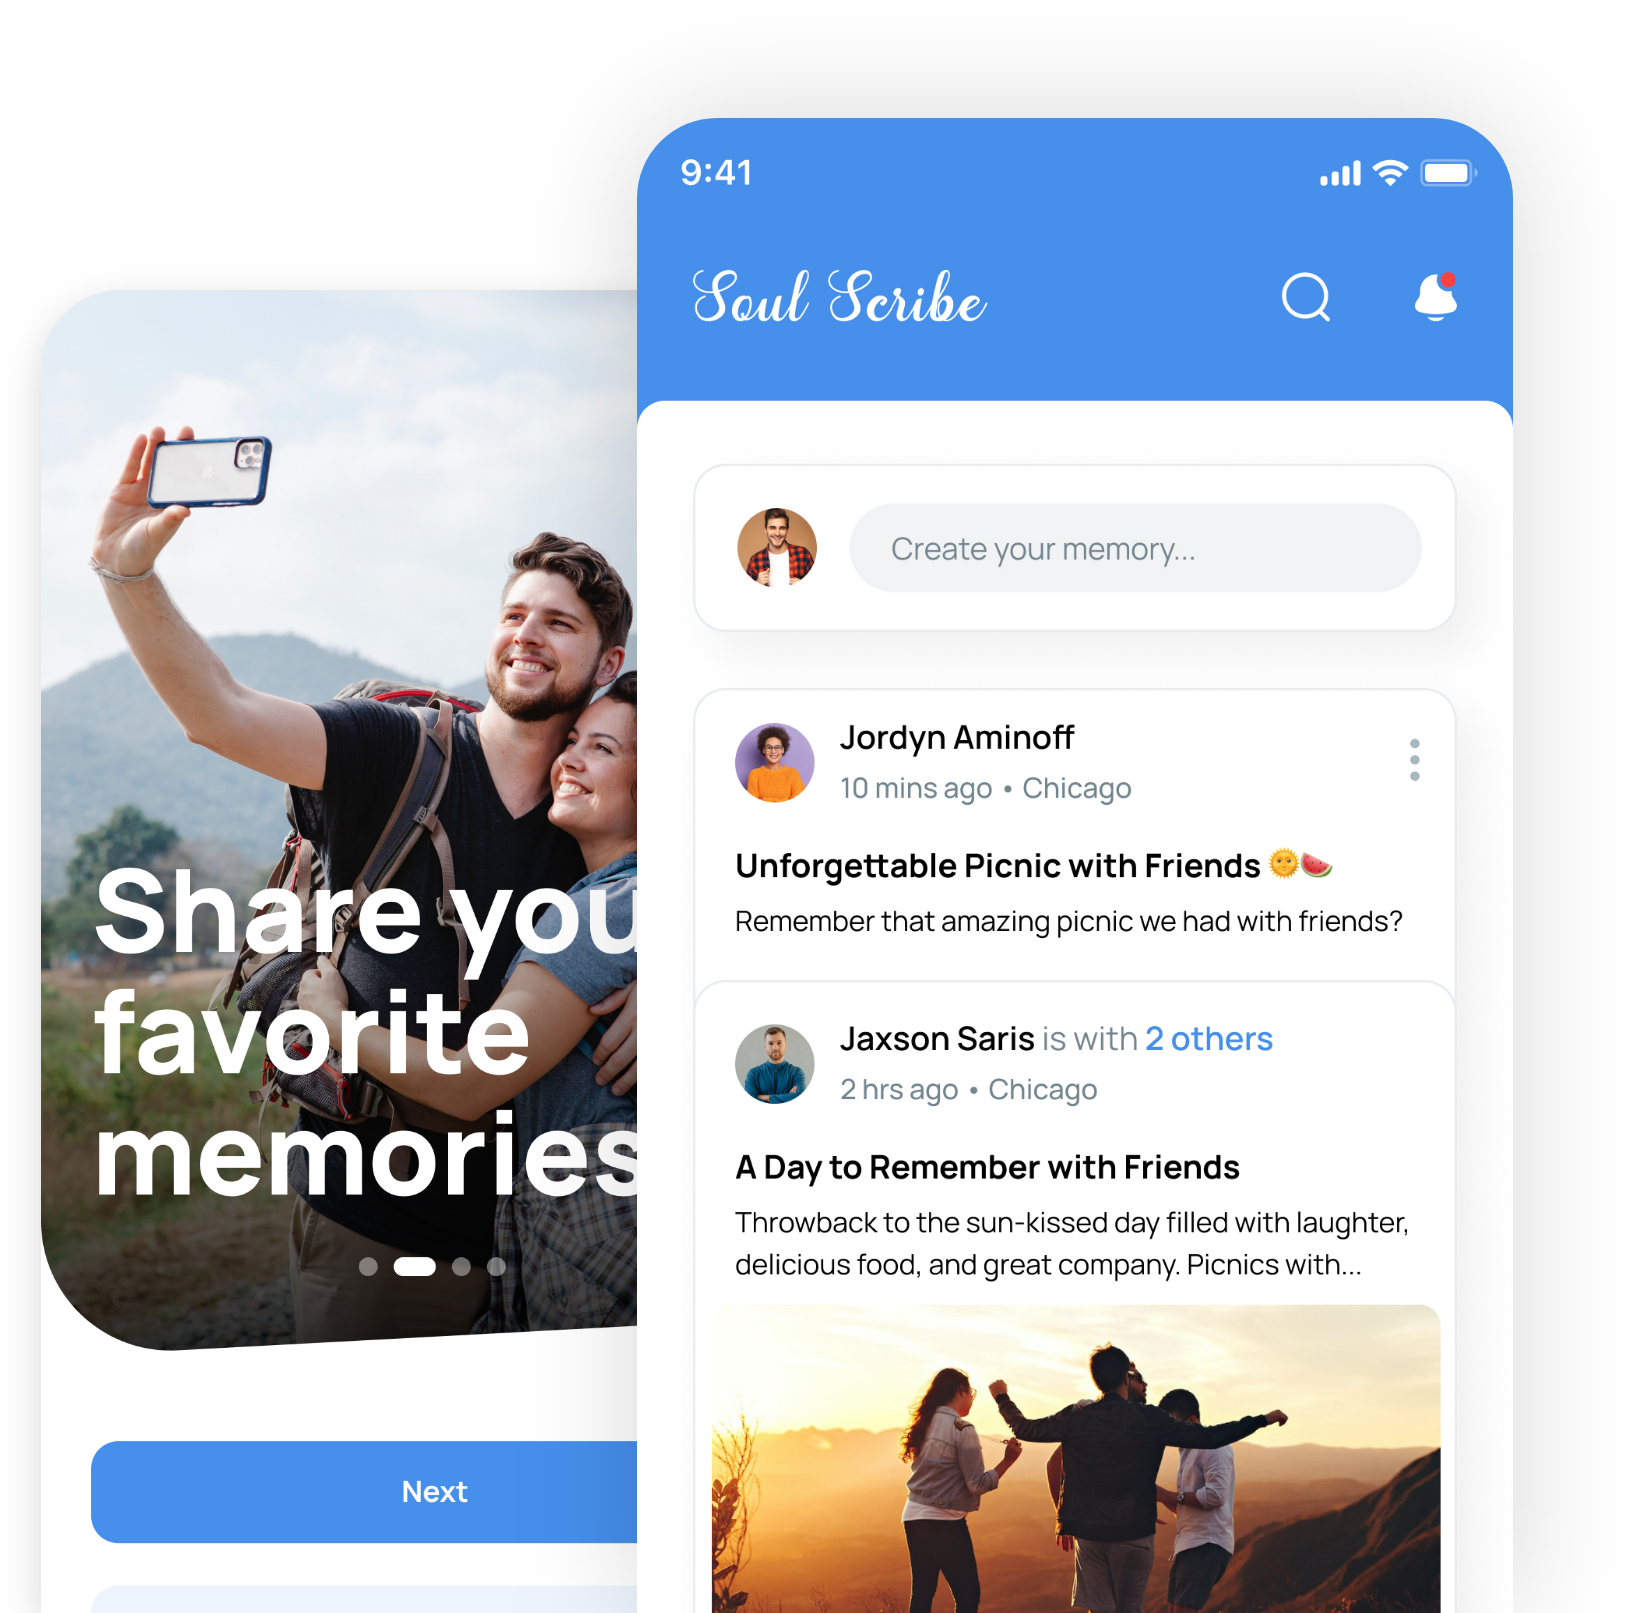 9:41
Soul Scribe
Create your memory...
Jordyn Aminoff
10 mins ago • Chicago
Unforgettable Picnic with Friends 🌞🍉
Remember that amazing picnic we had with friends?
Jaxson Saris is with 2 others
2 hrs ago • Chicago
A Day to Remember with Friends
Throwback to the sun-kissed day filled with laughter,
delicious food, and great company. Picnics with...
Share you
favorite
memories
Next